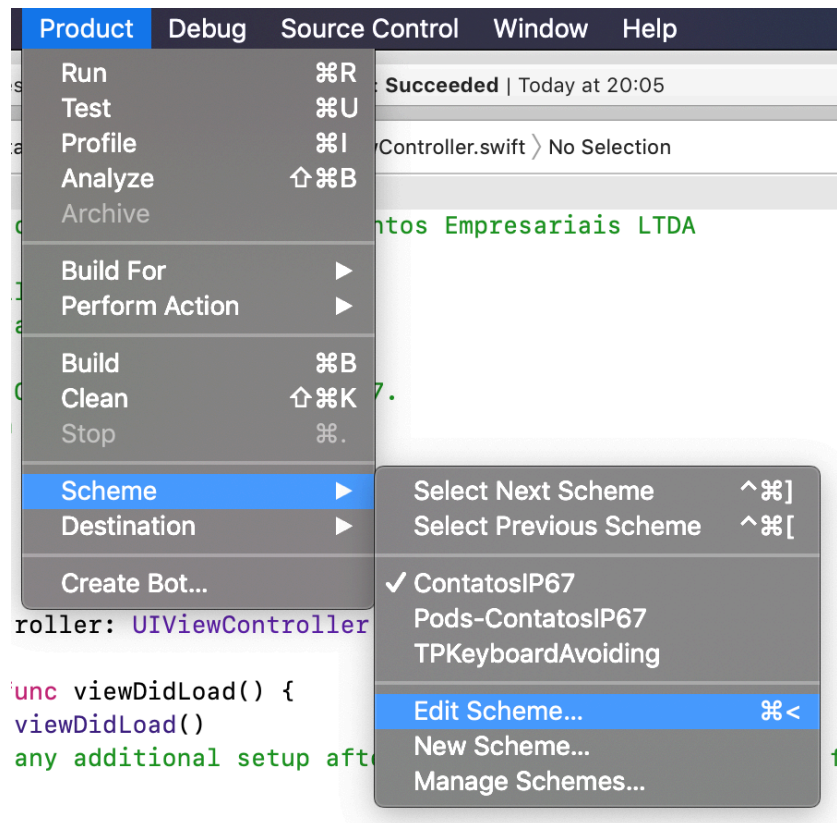 Product Debug Source Control Window Help
Run ⌘R : Succeeded | Today at 20:05
Test ⌘U
Profile ⌘I Controller.swift 〉 No Selection
Analyze ⇧⌘B
Archive
ntos Empresariais LTDA
Build For ▶
Perform Action ▶
Build ⌘B
Clean ⇧⌘K 7.
Stop ⌘.
Scheme ▶ Select Next Scheme ^⌘]
Destination ▶ Select Previous Scheme ^⌘[
Create Bot... ✓ ContatosIP67
Pods-ContatosIP67
roller: UIViewController
TPKeyboardAvoiding
unc viewDidLoad() {
Edit Scheme... ⌘<
viewDidLoad()
New Scheme...
any additional setup afte
Manage Schemes...